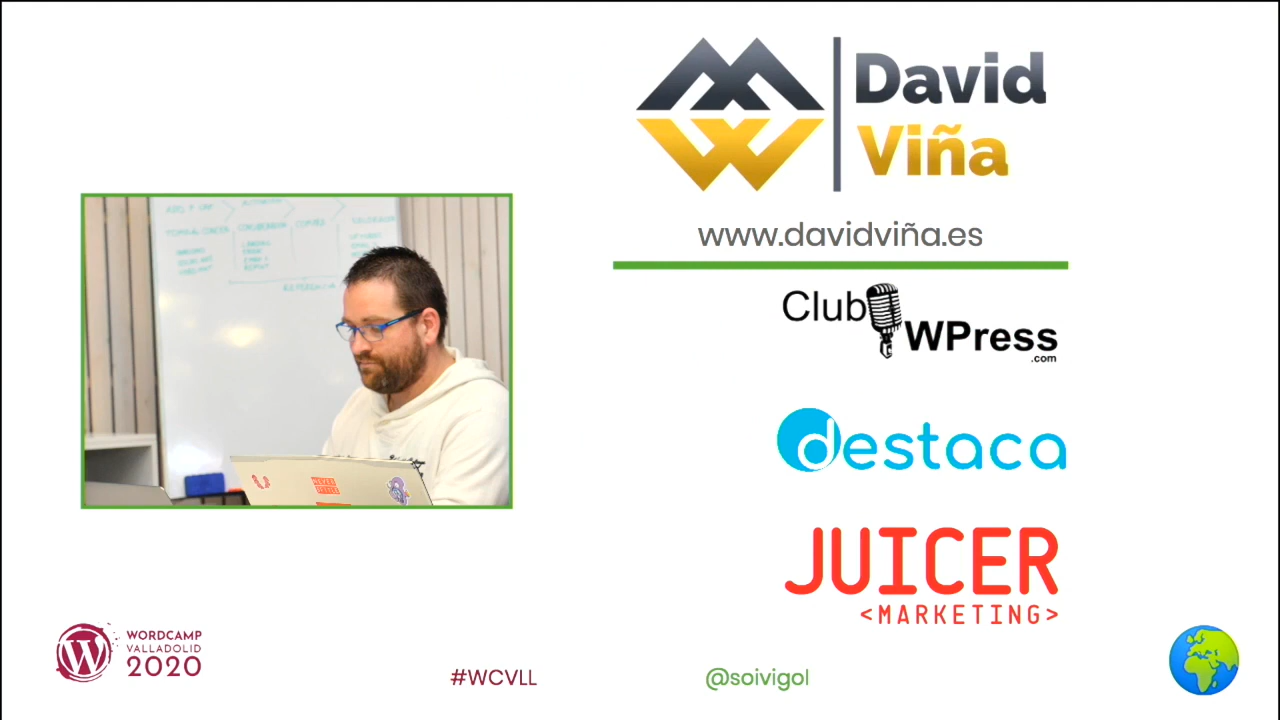 David
Viña
www.davidviña.es
Club
WPress
.com
destaca
JUICER
<MARKETING>
WORDCAMP
VALLADOLID
2020
#WCVLL
@soivigol